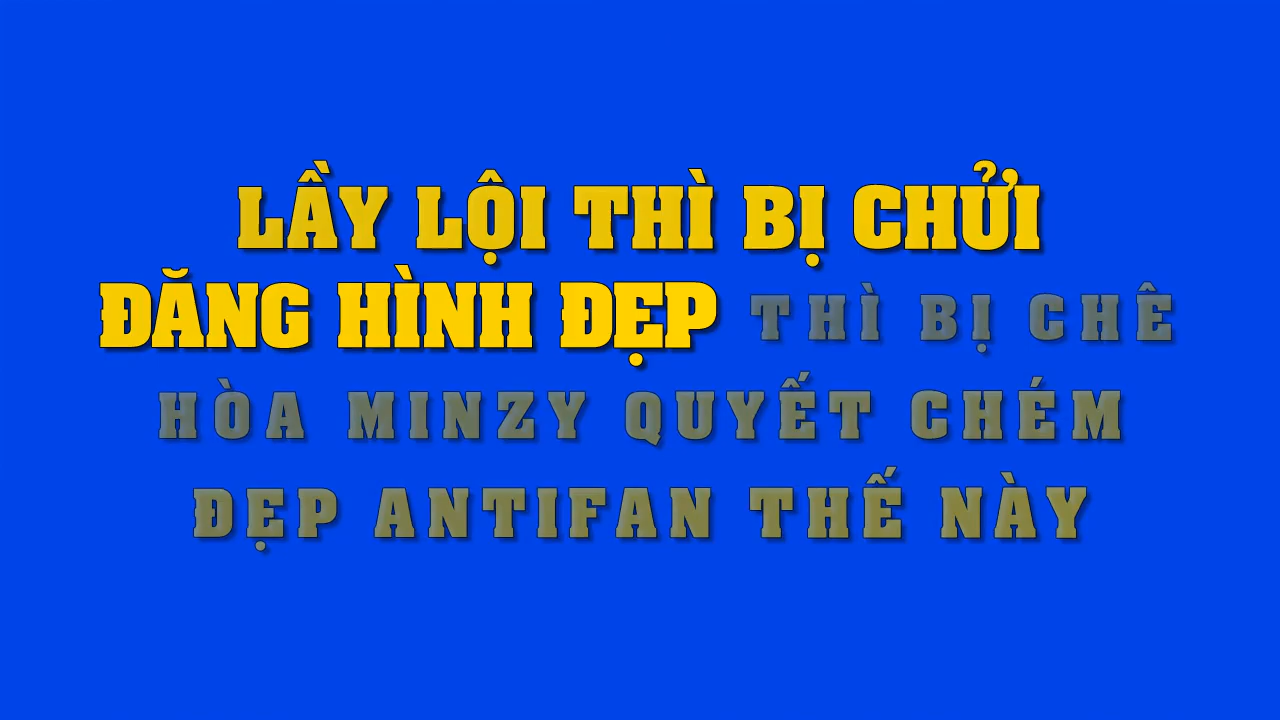 LẦY LỘI THÌ BỊ CHỬI
ĐĂNG HÌNH ĐẸP THÌ BỊ CHÊ
HÒA MINZY QUYẾT CHÉM
ĐẸP ANTIFAN THẾ NÀY